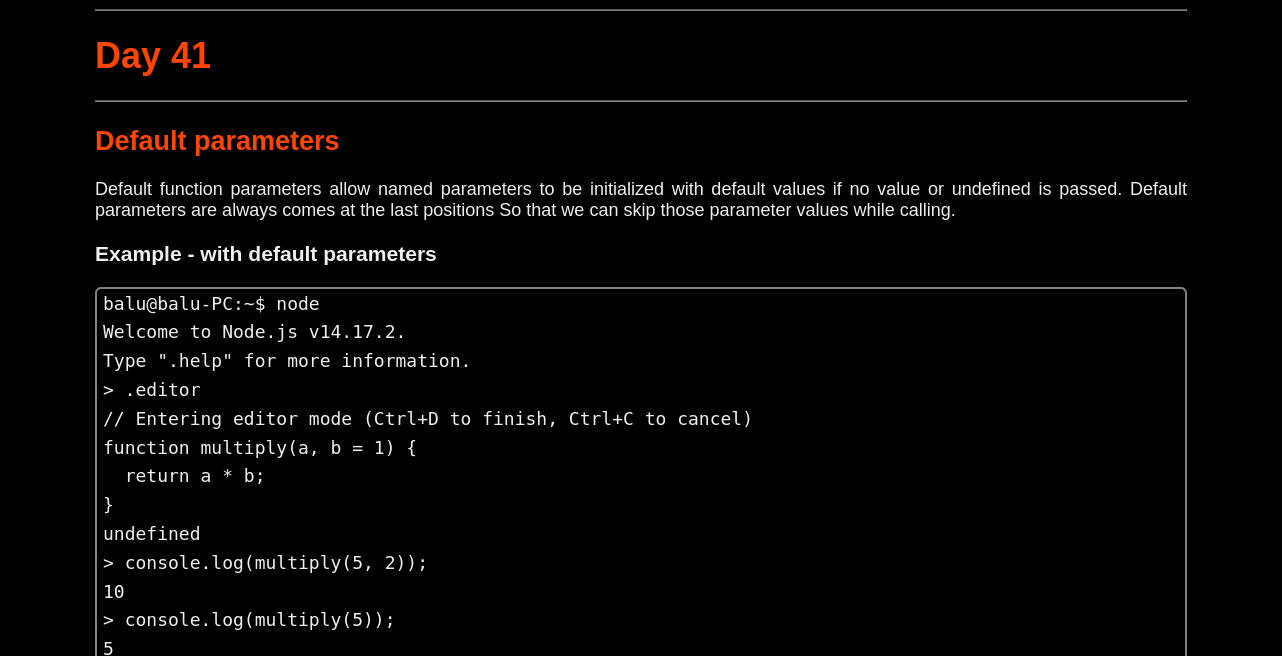 Day 41
Default parameters
Default function parameters allow named parameters to be initialized with default values if no value or undefined is passed. Default
parameters are always comes at the last positions So that we can skip those parameter values while calling.
Example - with default parameters
balu@balu-PC:~$ node
Welcome to Node.js v14.17.2.
Type ".help" for more information.
> .editor
// Entering editor mode (Ctrl+D to finish, Ctrl+C to cancel)
function multiply(a, b = 1) {
  return a * b;
}
undefined
> console.log(multiply(5, 2));
10
> console.log(multiply(5));
5